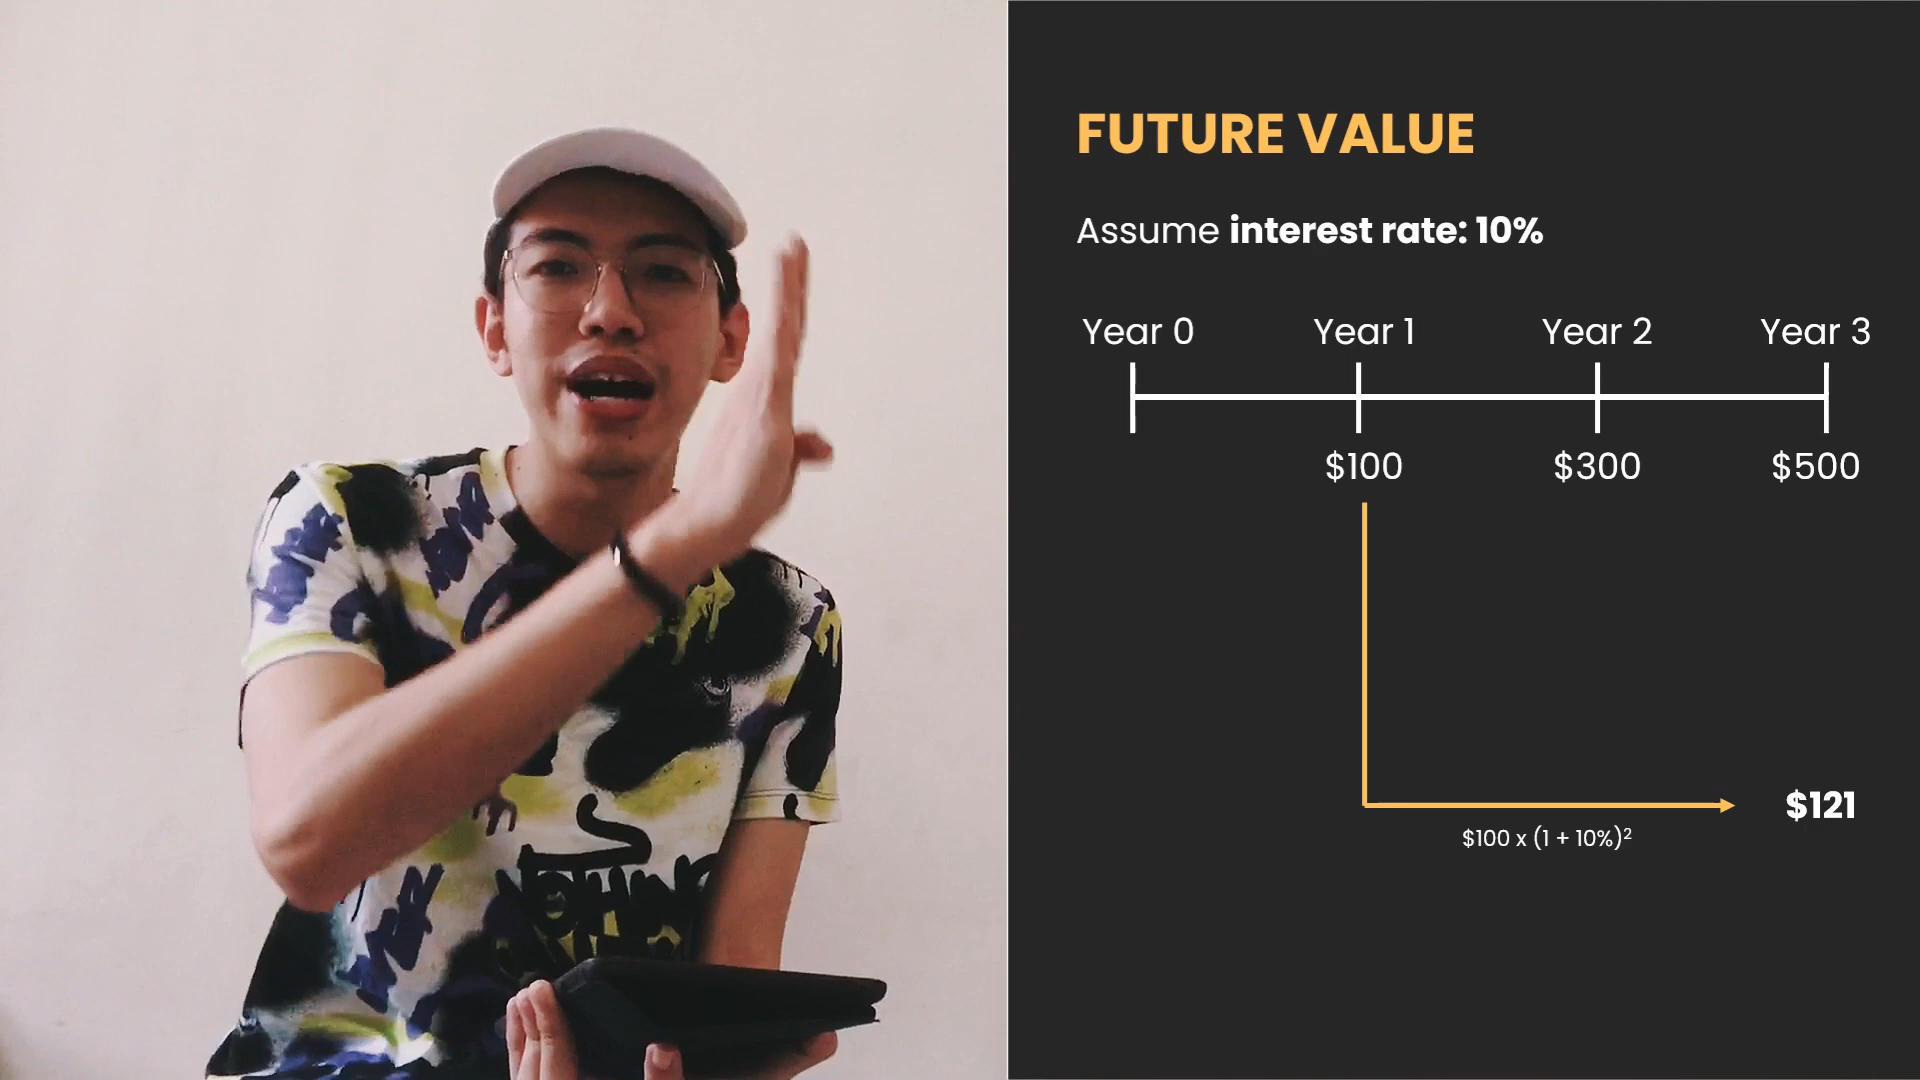 FUTURE VALUE
Assume interest rate: 10%
Year 0 Year 1 Year 2 Year 3
$100 $300 $500
$121
$100 x (1 + 10%)²
NOTHING